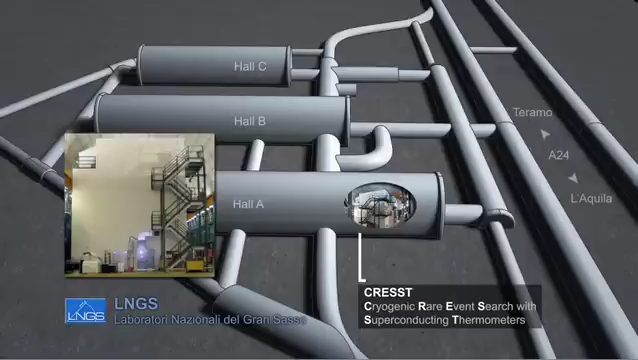 Hall C
Hall B
Teramo
A24
L'Aquila
Hall A
CRESST
Cryogenic Rare Event Search with
Superconducting Thermometers
LNGS
LNGS
Laboratori Nazionali del Gran Sasso